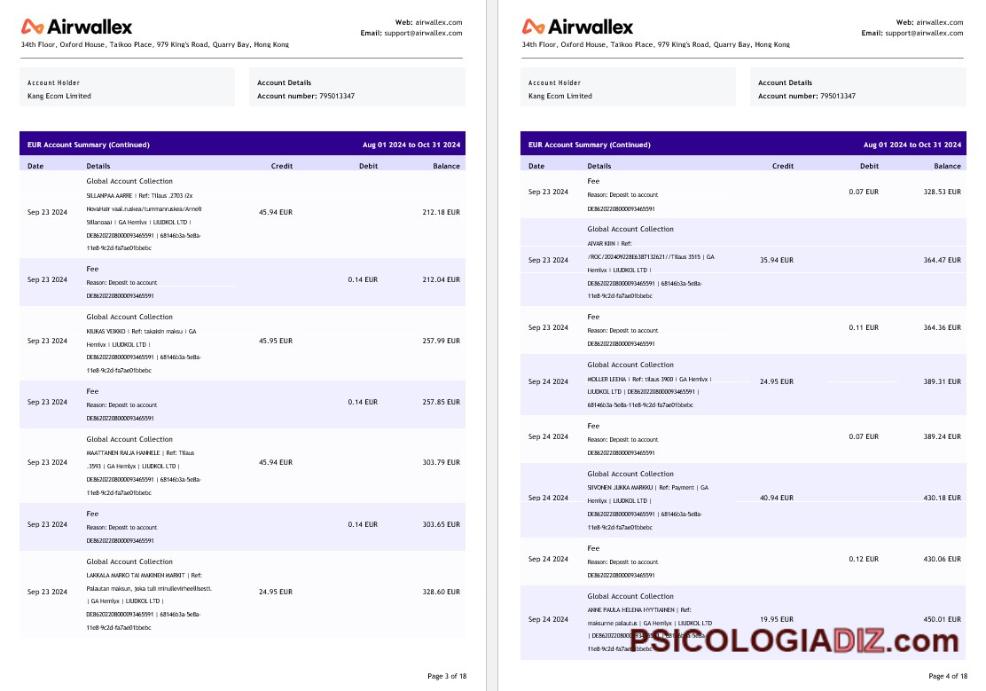 Airwallex
Web: airwallex.com
Email: support@airwallex.com
34th Floor, Oxford House, Taikoo Place, 979 King's Road, Quarry Bay, Hong Kong
Account Holder
Kang Ecom Limited
Account Details
Account number: 795013347
EUR Account Summary (Continued) Aug 01 2024 to Oct 31 2024
Date Details Credit Debit Balance
Global Account Collection
SILLANPAA AARRE | Ref: Tilaus .2703 /2x
NovaHair vaal.ruskea/tummanruskea/Arnold
Sillanpaa) | GA Hemlyx | LIUDKOL LTD |
Sep 23 2024 45.94 EUR 212.18 EUR
DE86202208000093465591 | 68146b3a-5e8a-
11e8-9c2d-fa7ae01bbebc
Fee
Sep 23 2024 Reason: Deposit to account 0.14 EUR 212.04 EUR
DE86202208000093465591
Global Account Collection
KIUKAS VEIKKO | Ref: takaisin maksu | GA
Sep 23 2024 Hemlyx | LIUDKOL LTD | 45.95 EUR 257.99 EUR
DE86202208000093465591 | 68146b3a-5e8a-
11e8-9c2d-fa7ae01bbebc
Fee
Sep 23 2024 Reason: Deposit to account 0.14 EUR 257.85 EUR
DE86202208000093465591
Global Account Collection
MAATTANEN RAIJA HANNELE | Ref: Tilaus
Sep 23 2024 .3593 | GA Hemlyx | LIUDKOL LTD | 45.94 EUR 303.79 EUR
DE86202208000093465591 | 68146b3a-5e8a-
11e8-9c2d-fa7ae01bbebc
Fee
Sep 23 2024 Reason: Deposit to account 0.14 EUR 303.65 EUR
DE86202208000093465591
Global Account Collection
LAKKALA MARKO TAI MAKINEN MARKIT | Ref:
Palautan maksun, joka tuli minullevirheellisesti.
Sep 23 2024 | GA Hemlyx | LIUDKOL LTD | 24.95 EUR 328.60 EUR
DE86202208000093465591 | 68146b3a-5e8a-
11e8-9c2d-fa7ae01bbebc
Page 3 of 18
Airwallex
Web: airwallex.com
Email: support@airwallex.com
34th Floor, Oxford House, Taikoo Place, 979 King's Road, Quarry Bay, Hong Kong
Account Holder
Kang Ecom Limited
Account Details
Account number: 795013347
EUR Account Summary (Continued) Aug 01 2024 to Oct 31 2024
Date Details Credit Debit Balance
Fee
Sep 23 2024 Reason: Deposit to account 0.07 EUR 328.53 EUR
DE86202208000093465591
Global Account Collection
AIVAR KIIN | Ref:
Sep 23 2024 /ROC/202409228E6387132621//Tilaus 3515 | GA 35.94 EUR 364.47 EUR
Hemlyx | LIUDKOL LTD |
DE86202208000093465591 | 68146b3a-5e8a-
11e8-9c2d-fa7ae01bbebc
Fee
Sep 23 2024 Reason: Deposit to account 0.11 EUR 364.36 EUR
DE86202208000093465591
Global Account Collection
Sep 24 2024 MOLLER LEENA | Ref: tilaus 3900 | GA Hemlyx | 24.95 EUR 389.31 EUR
LIUDKOL LTD | DE86202208000093465591 |
68146b3a-5e8a-11e8-9c2d-fa7ae01bbebc
Fee
Sep 24 2024 Reason: Deposit to account 0.07 EUR 389.24 EUR
DE86202208000093465591
Global Account Collection
SIIVONEN JUKKA MARKKU | Ref: Payment | GA
Sep 24 2024 Hemlyx | LIUDKOL LTD | 40.94 EUR 430.18 EUR
DE86202208000093465591 | 68146b3a-5e8a-
11e8-9c2d-fa7ae01bbebc
Fee
Sep 24 2024 Reason: Deposit to account 0.12 EUR 430.06 EUR
DE86202208000093465591
Global Account Collection
ANNE PAULA HELENA HYYTIAINEN | Ref:
Sep 24 2024 maksurne palautus | GA Hemlyx | LIUDKOL LTD 19.95 EUR 450.01 EUR
11e8-9c2d-fa7ae01bbebc
PSICOLOGIADIZ.com
Page 4 of 18